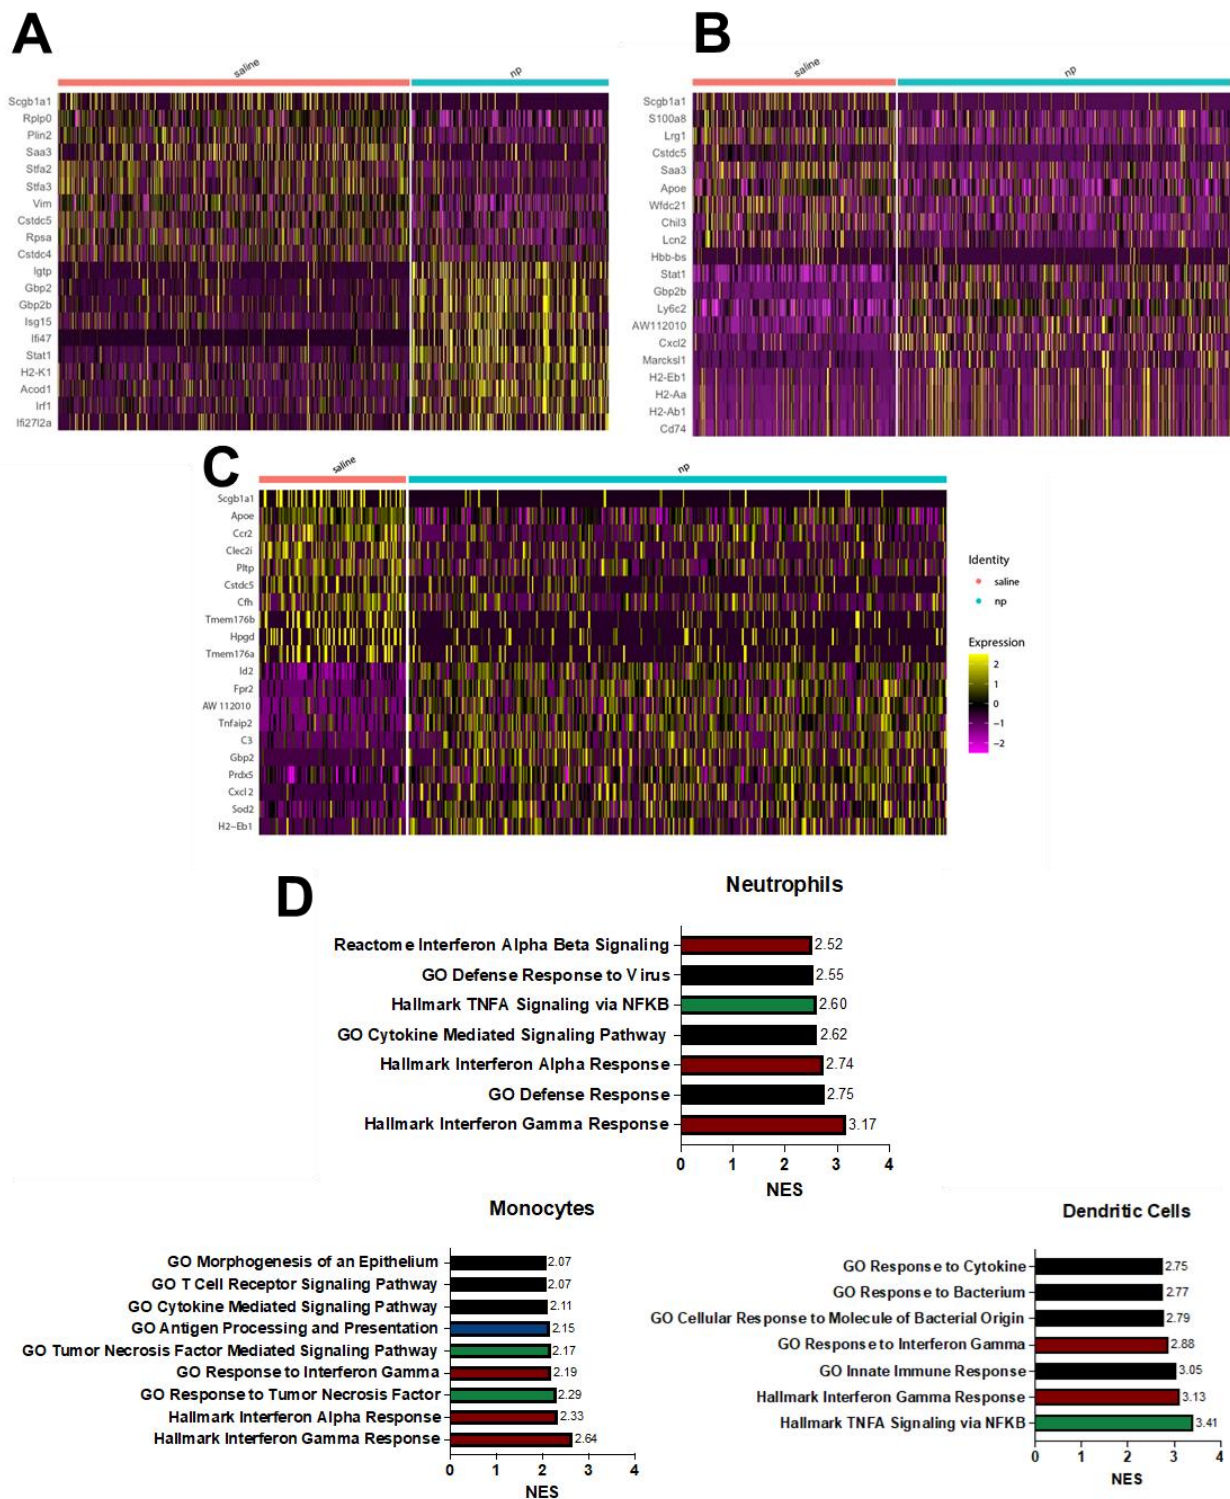 A
saline
np
Scgb1a1
Rplp0
Plin2
Saa3
Stfa2
Stfa3
Vim
Cstdc5
Rpsa
Cstdc4
Igtp
Gbp2
Gbp2b
Isg15
Ifi47
Stat1
H2-K1
Acod1
Irf1
Ifi27l2a
B
saline
np
Scgb1a1
S100a8
Lrg1
Cstdc5
Saa3
Apoe
Wfdc21
Chil3
Lcn2
Hbb-bs
Stat1
Gbp2b
Ly6c2
AW112010
Cxcl2
Marcksl1
H2-Eb1
H2-Aa
H2-Ab1
Cd74
C
saline
np
Scgb1a1
Apoe
Ccr2
Clec2i
Pltp
Cstdc5
Cfh
Tmem176b
Hpgd
Tmem176a
Id2
Fpr2
AW 112010
Tnfaip2
C3
Gbp2
Prdx5
Cxcl 2
Sod2
H2-Eb1
Identity
saline
np
Expression
2
1
0
−1
−2
D
Neutrophils
Reactome Interferon Alpha Beta Signaling 2.52
GO Defense Response to Virus 2.55
Hallmark TNFA Signaling via NFKB 2.60
GO Cytokine Mediated Signaling Pathway 2.62
Hallmark Interferon Alpha Response 2.74
GO Defense Response 2.75
Hallmark Interferon Gamma Response 3.17
0 1 2 3 4
NES
Monocytes
GO Morphogenesis of an Epithelium 2.07
GO T Cell Receptor Signaling Pathway 2.07
GO Cytokine Mediated Signaling Pathway 2.11
GO Antigen Processing and Presentation 2.15
GO Tumor Necrosis Factor Mediated Signaling Pathway 2.17
GO Response to Interferon Gamma 2.19
GO Response to Tumor Necrosis Factor 2.29
Hallmark Interferon Alpha Response 2.33
Hallmark Interferon Gamma Response 2.64
0 1 2 3 4
NES
Dendritic Cells
GO Response to Cytokine 2.75
GO Response to Bacterium 2.77
GO Cellular Response to Molecule of Bacterial Origin 2.79
GO Response to Interferon Gamma 2.88
GO Innate Immune Response 3.05
Hallmark Interferon Gamma Response 3.13
Hallmark TNFA Signaling via NFKB 3.41
0 1 2 3 4
NES